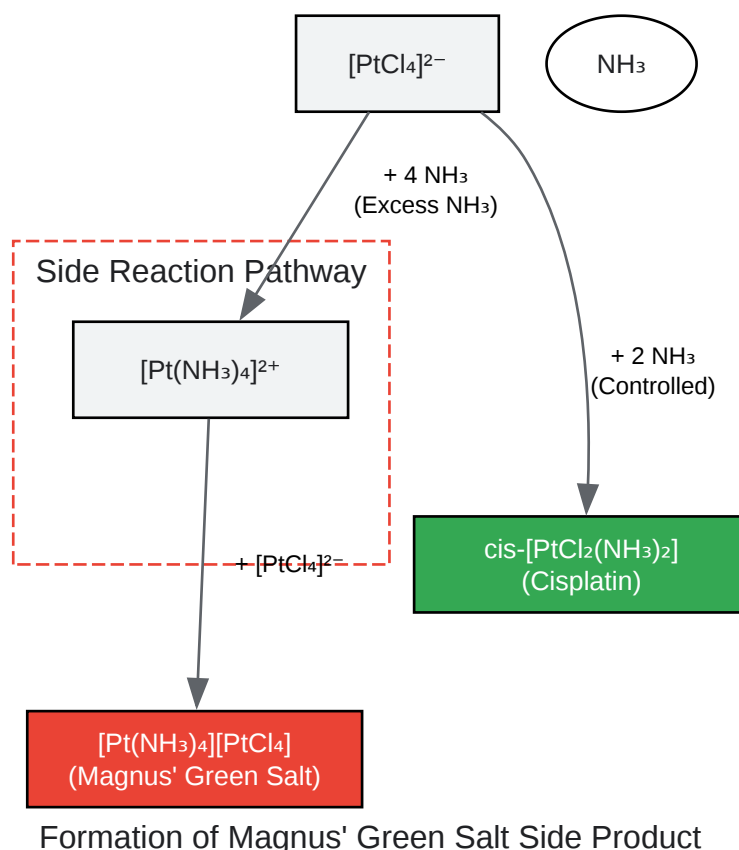 [PtCl₄]²⁻
NH₃
+ 4 NH₃
(Excess NH₃)
Side Reaction Pathway
[Pt(NH₃)₄]²⁺
+ 2 NH₃
(Controlled)
+ [PtCl₄]²⁻
cis-[PtCl₂(NH₃)₂]
(Cisplatin)
[Pt(NH₃)₄][PtCl₄]
(Magnus' Green Salt)
Formation of Magnus' Green Salt Side Product